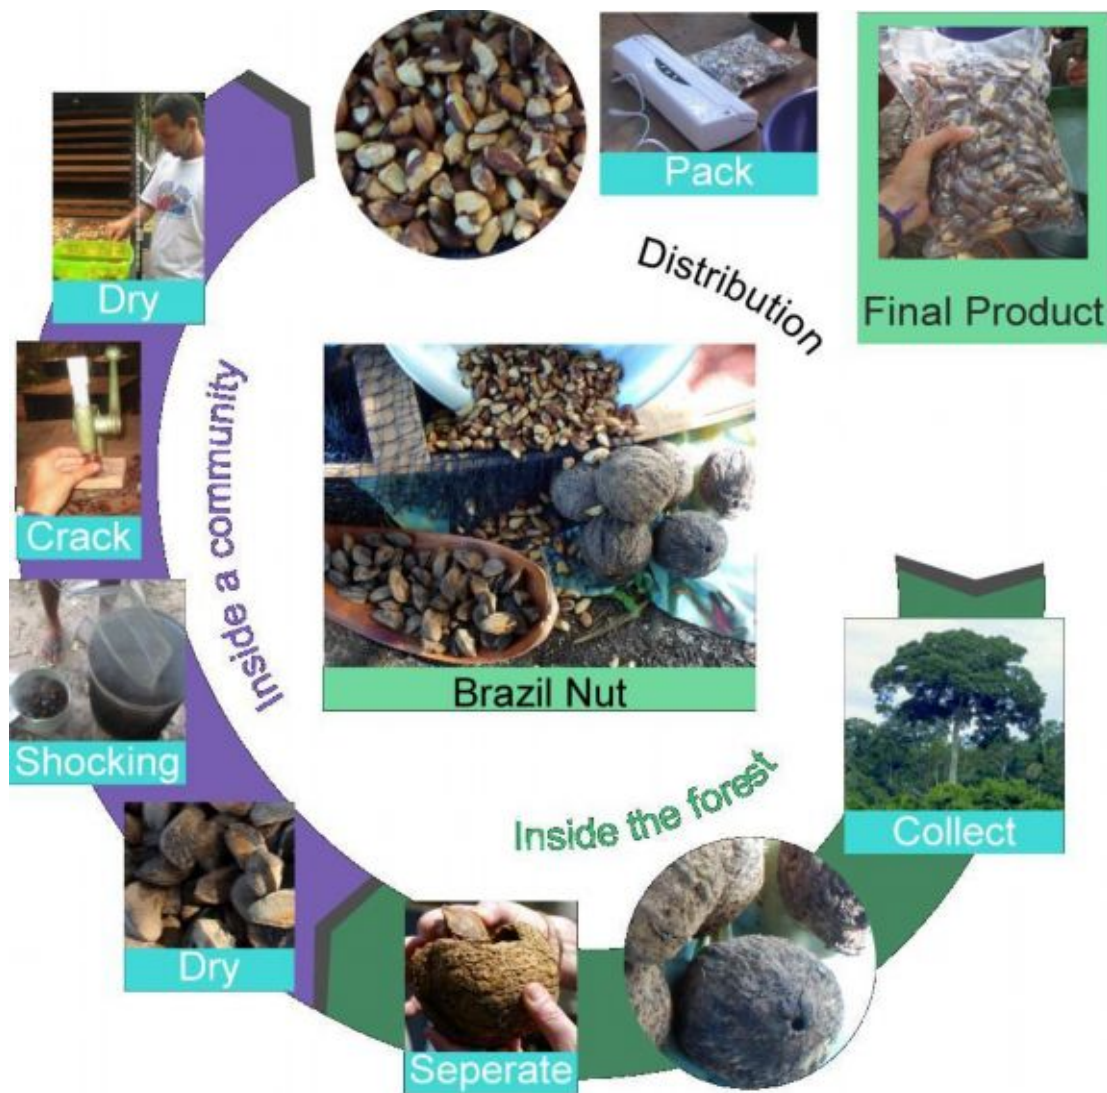 Pack
Final Product
Distribution
Dry
Crack
Inside a community
Shocking
Dry
Brazil Nut
Inside the forest
Collect
Seperate